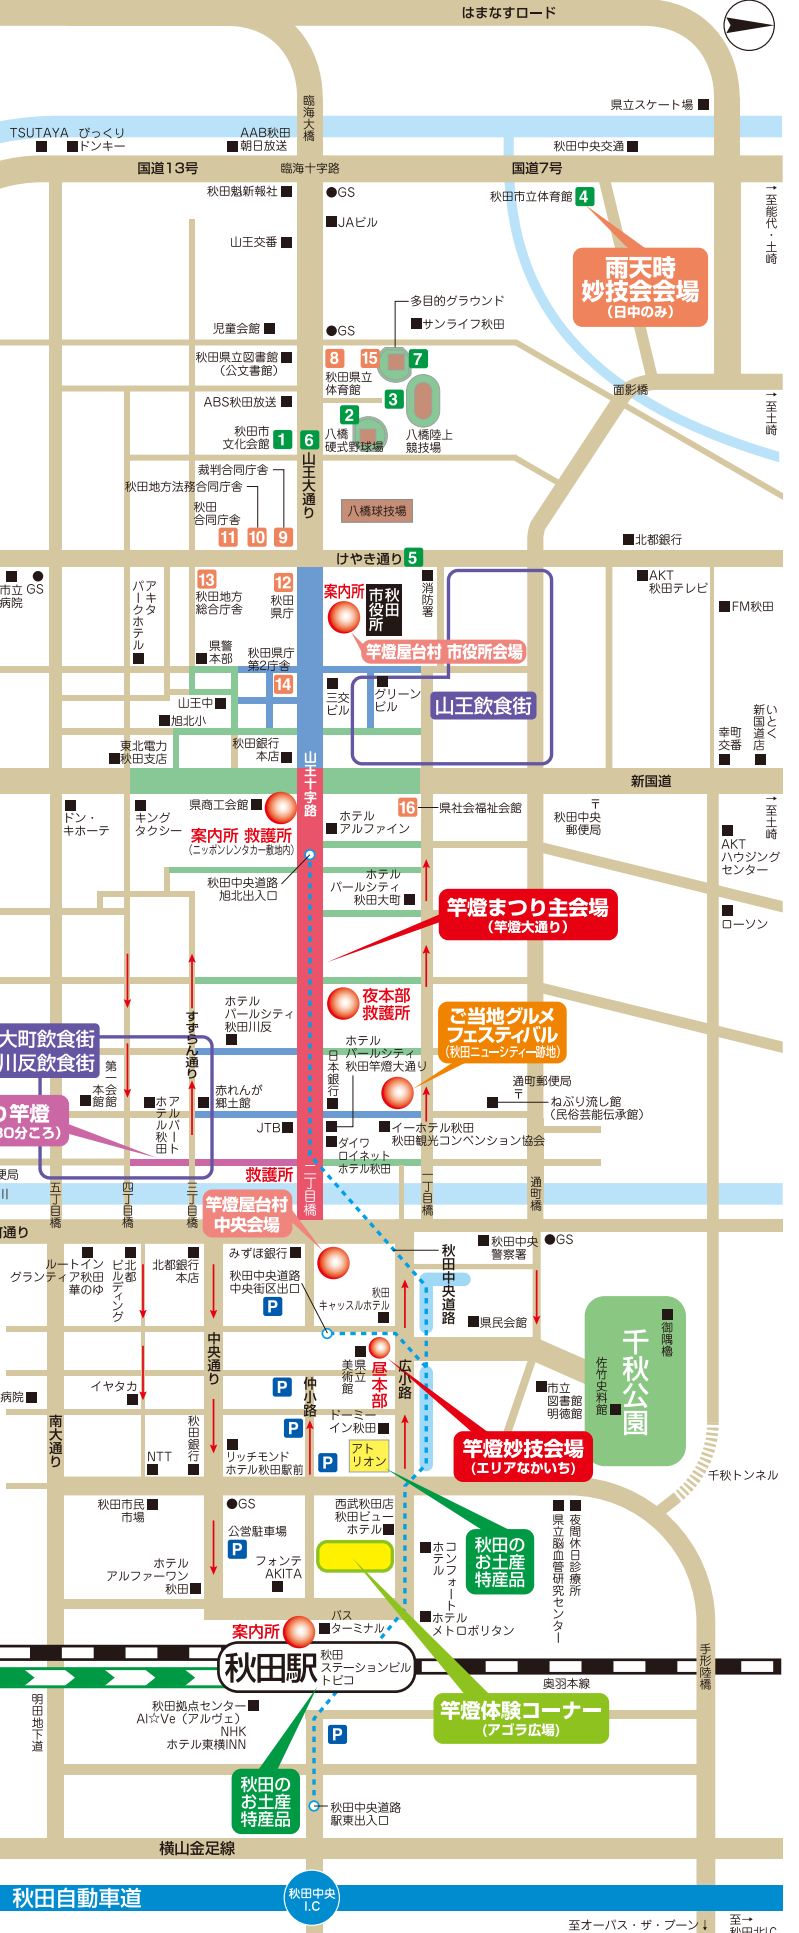 はまなすロード
臨海大橋
県立スケート場
TSUTAYA
びっくり
ドンキー
AAB秋田
朝日放送
秋田中央交通
国道13号
臨海十字路
国道7号
秋田魁新報社
GS
秋田市立体育館
4
→至能代・土崎
JAビル
山王交番
雨天時
妙技会会場
(日中のみ)
多目的グラウンド
サンライフ秋田
児童会館
GS
秋田県立図書館
(公文書館)
8
15
7
秋田県立
体育館
面影橋
→至土崎
ABS秋田放送
3
2
秋田市
文化会館
1
6
八橋
硬式野球場
八橋陸上
競技場
山王大通り
裁判合同庁舎
秋田地方法務合同庁舎
秋田
合同庁舎
11
10
9
八橋球技場
北都銀行
けやき通り
5
市立
病院
GS
アキタ
パークホテル
13
秋田地方
総合庁舎
12
秋田
県庁
案内所
秋田
市役所
消防署
AKT
秋田テレビ
FM秋田
県警
本部
秋田県庁
第2庁舎
14
竿燈屋台村 市役所会場
山王中
旭北小
三交
ビル
グリーン
ビル
山王飲食街
東北電力
秋田支店
秋田銀行
本店
幸町
交番
いとく
新国道店
山王十字路
新国道
ドン・
キホーテ
キング
タクシー
県商工会館
案内所 救護所
(ニッポンレンタカー敷地内)
ホテル
アルファイン
16
県社会福祉会館
〒
秋田中央
郵便局
→至土崎
AKT
ハウジング
センター
秋田中央道路
旭北出入口
ホテル
パールシティ
秋田大町
竿燈まつり主会場
(竿燈大通り)
ローソン
すずらん通り
ホテル
パールシティ
秋田川反
夜本部
救護所
ご当地グルメ
フェスティバル
(秋田ニューシティー跡地)
大町飲食街
川反飲食街
第一
本会館
ホテル
アルパート
秋田
赤れんが
郷土館
日本銀行
ホテル
パールシティ
秋田竿燈大通り
通町郵便局
〒
ねぶり流し館
(民俗芸能伝承館)
り竿燈
30分ころ)
JTB
ダイワ
ロイネット
ホテル秋田
イーホテル秋田
秋田観光コンベンション協会
便局
川
救護所
五丁目橋
四丁目橋
三丁目橋
二丁目橋
一丁目橋
通町橋
町通り
竿燈屋台村
中央会場
ルートイン
グランティア秋田
華のゆ
北都
ビルディング
北都銀行
本店
みずほ銀行
秋田中央道路
中央街区出口
P
秋田中央道路
秋田中央
警察署
GS
秋田
キャッスルホテル
県民会館
千秋公園
御隅櫓
佐竹史料館
中央通り
県立
美術館
昼本部
広小路
病院
イヤタカ
P
仲小路
市立
図書館
明徳館
南大通り
秋田銀行
P
ドーミー
イン秋田
竿燈妙技会場
(エリアなかいち)
NTT
リッチモンド
ホテル秋田駅前
P
アト
リオン
千秋トンネル
秋田市民
市場
GS
公営駐車場
P
西武秋田店
秋田ビュー
ホテル
秋田の
お土産
特産品
夜間休日診療所
県立脳血管研究センター
ホテル
アルファーワン
秋田
フォンテ
AKITA
コンフォート
ホテル
案内所
バス
ターミナル
ホテル
メトロポリタン
秋田駅
秋田
ステーションビル
トピコ
手形陸橋
奥羽本線
明田地下道
秋田拠点センター
Al☆Ve(アルヴェ)
NHK
ホテル東横INN
竿燈体験コーナー
(アゴラ広場)
P
秋田の
お土産
特産品
秋田中央道路
駅東出入口
横山金足線
秋田自動車道
秋田中央
I.C
至オーパス・ザ・プーン↓
至→
秋田北I.C